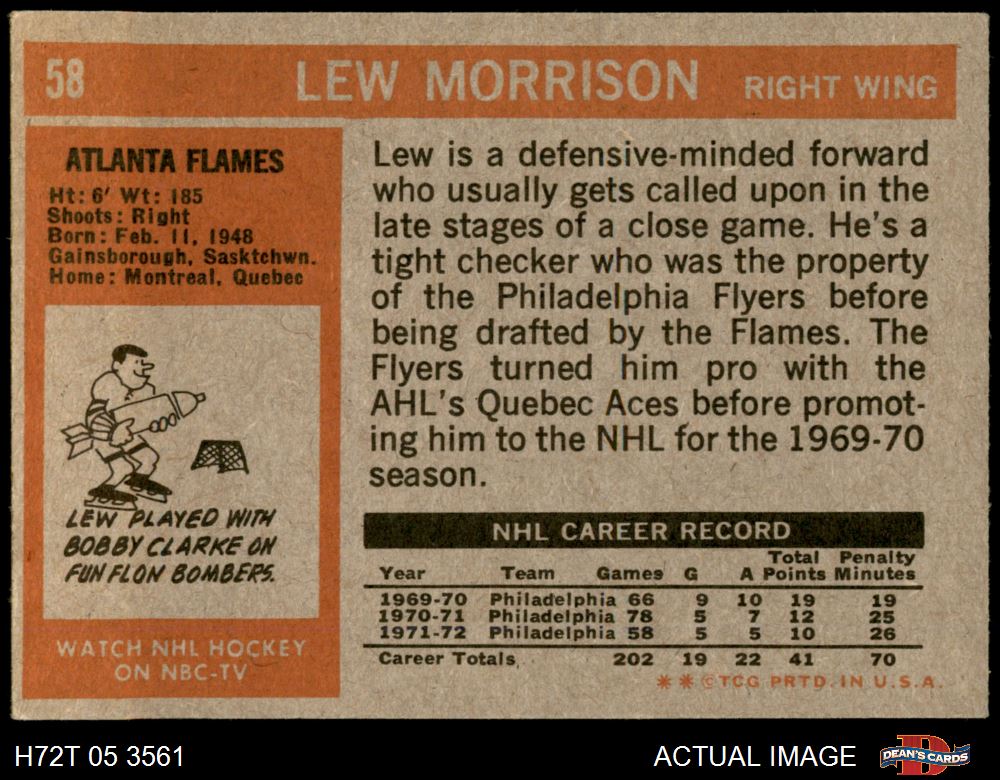 58
LEW MORRISON
RIGHT WING
ATLANTA FLAMES
Ht: 6' Wt: 185
Shoots: Right
Born: Feb. 11, 1948
Gainsborough, Sasktchwn.
Home: Montreal, Quebec
LEW PLAYED WITH
BOBBY CLARKE ON
FUN FLON BOMBERS.
WATCH NHL HOCKEY
ON NBC-TV
Lew is a defensive-minded forward
who usually gets called upon in the
late stages of a close game. He's a
tight checker who was the property
of the Philadelphia Flyers before
being drafted by the Flames. The
Flyers turned him pro with the
AHL's Quebec Aces before promot-
ing him to the NHL for the 1969-70
season.
NHL CAREER RECORD
Year Team Games G A Total Points Penalty Minutes
1969-70 Philadelphia 66 9 10 19 19
1970-71 Philadelphia 78 5 7 12 25
1971-72 Philadelphia 58 5 5 10 26
Career Totals 202 19 22 41 70
* * © TCG PRTD. IN U.S.A.
H72T 05 3561
ACTUAL IMAGE
DEAN'S CARDS